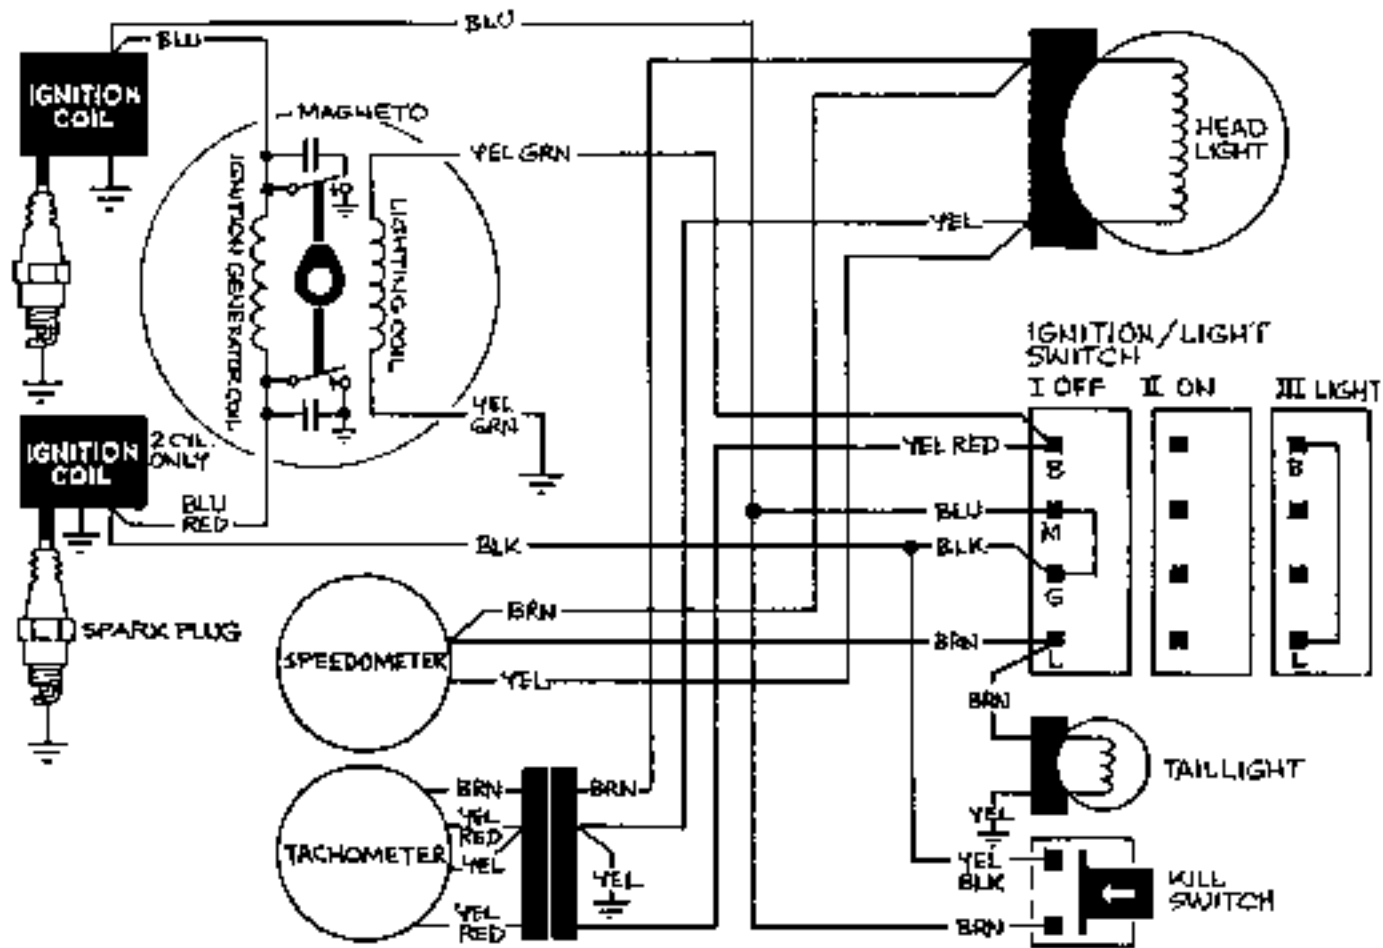 BLU
BLU
IGNITION
COIL
MAGNETO
HEAD
LIGHT
YEL GRN
IGNITION GENERATOR COIL
LIGHTING COIL
YEL
IGNITION/LIGHT
SWITCH
I OFF
II ON
III LIGHT
YEL
GRN
IGNITION
COIL
2 CYL.
ONLY
YEL RED
B
B
BLU
RED
BLU
M
BLK
BLK
G
BRN
SPARK PLUG
BRN
L
L
SPEEDOMETER
YEL
BRN
TAILLIGHT
BRN
BRN
YEL
RED
YEL
TACHOMETER
YEL
YEL
YEL
BLK
KILL
SWITCH
YEL
RED
BRN